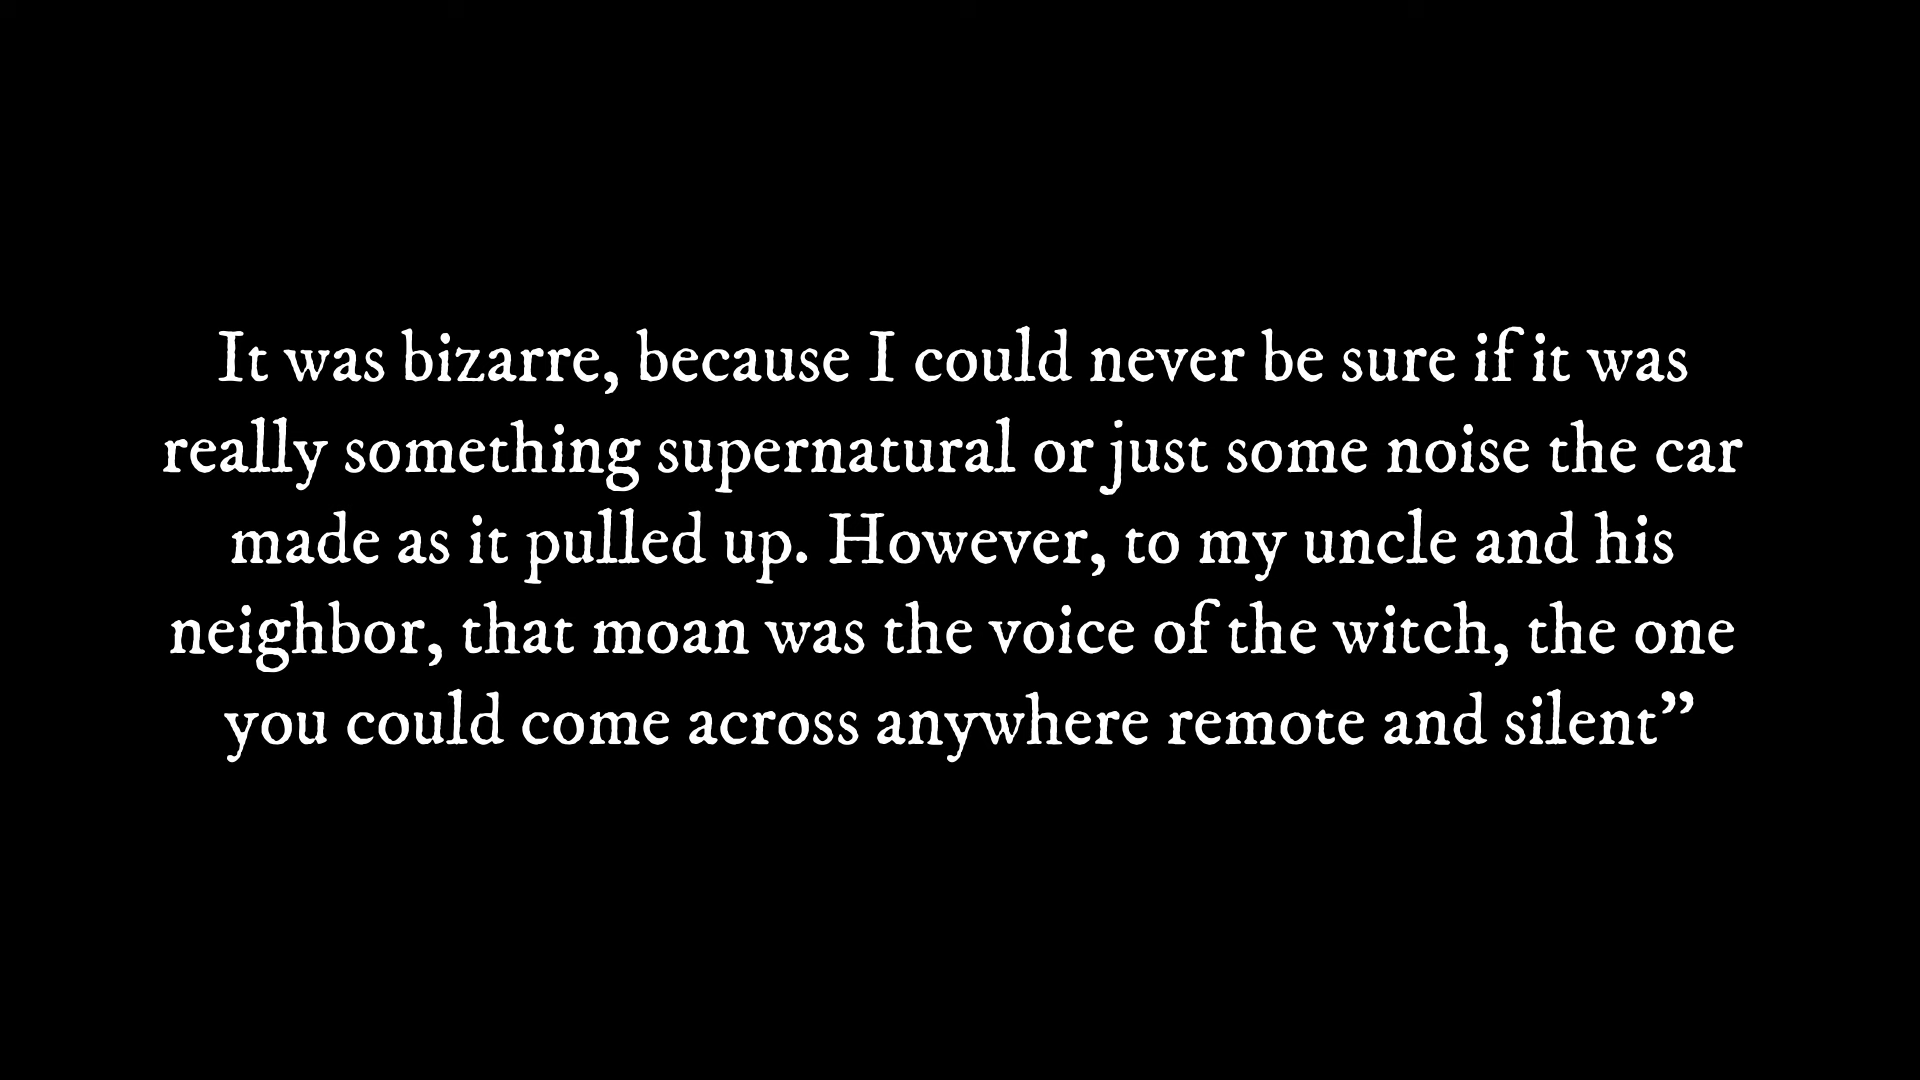 It was bizarre, because I could never be sure if it was
really something supernatural or just some noise the car
made as it pulled up. However, to my uncle and his
neighbor, that moan was the voice of the witch, the one
you could come across anywhere remote and silent”